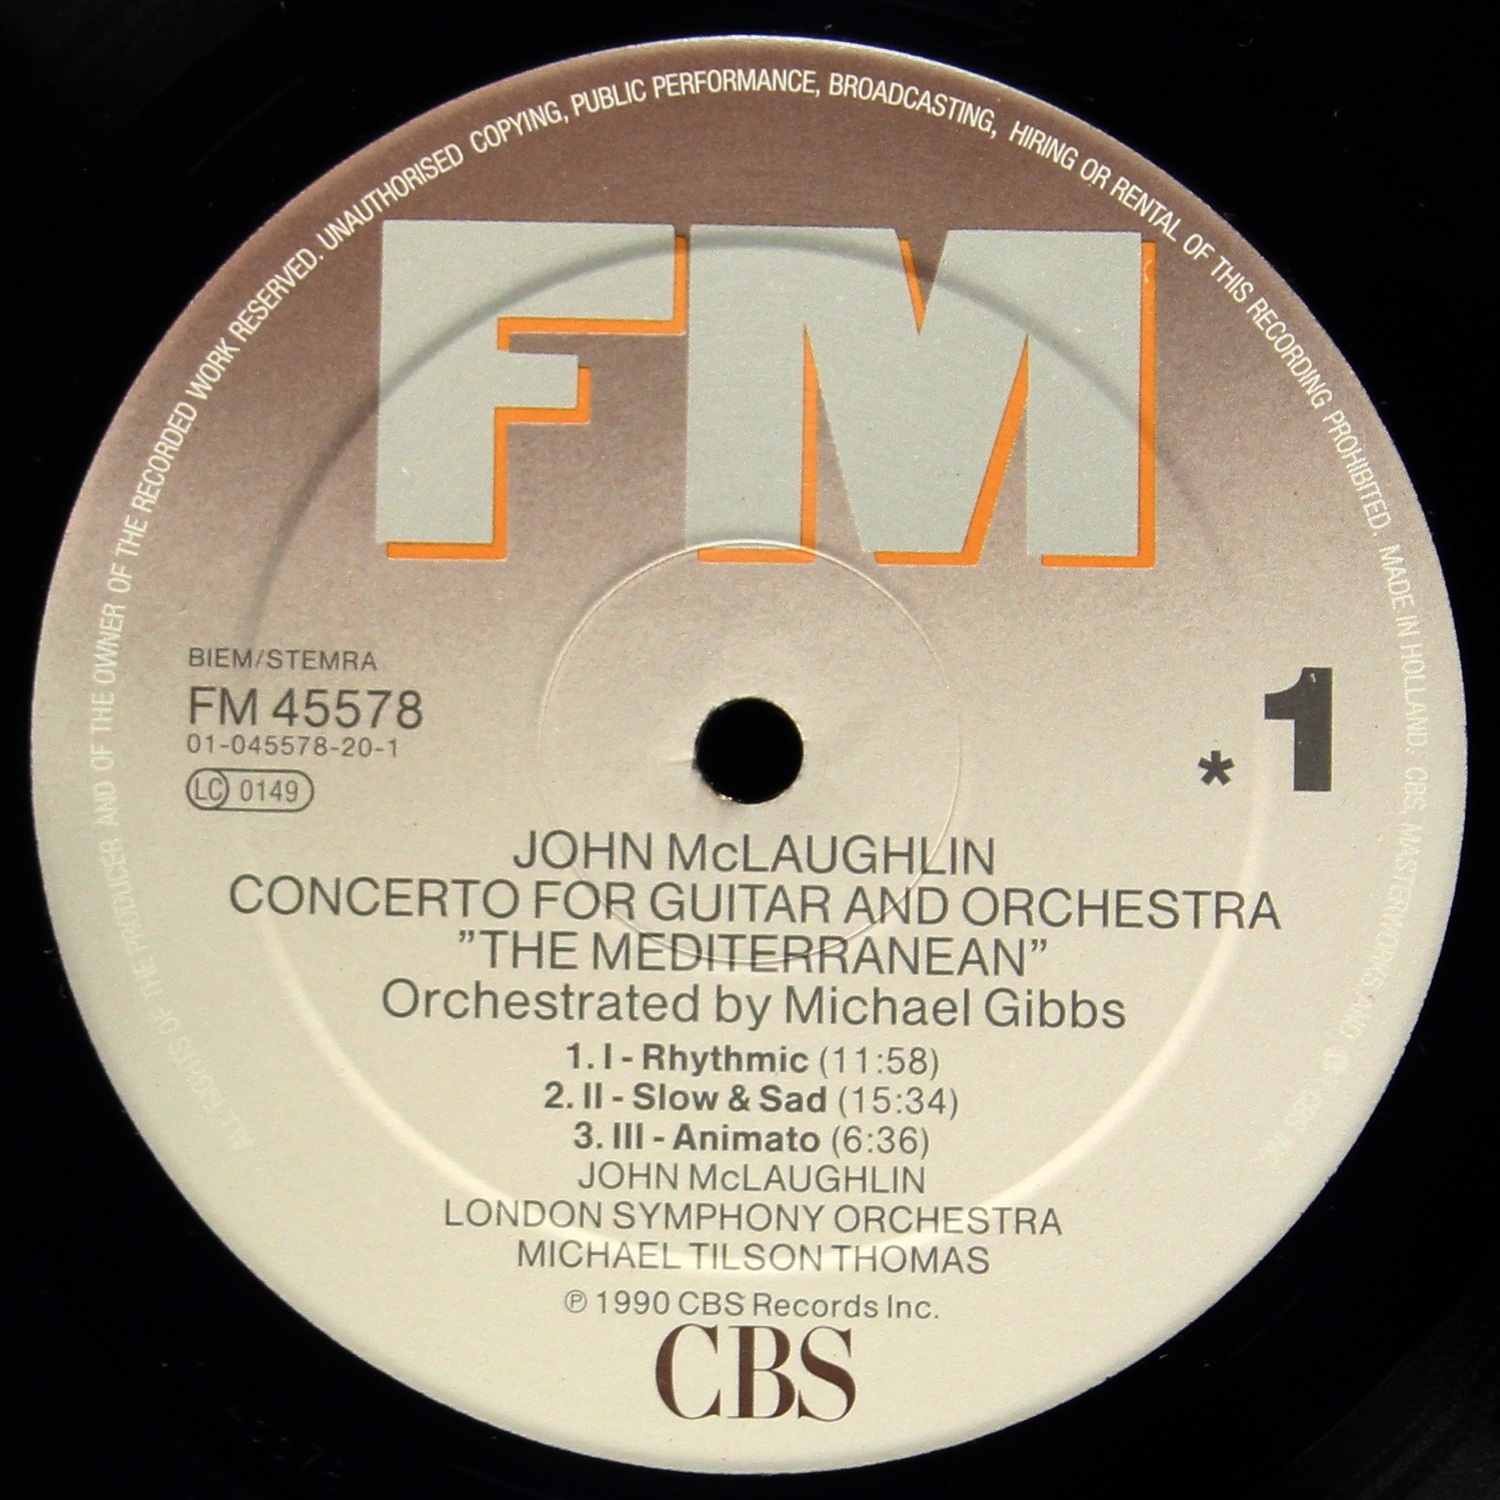 ALL RIGHTS OF THE PRODUCER AND OF THE OWNER OF THE RECORDED WORK RESERVED. UNAUTHORISED COPYING, PUBLIC PERFORMANCE, BROADCASTING, HIRING OR RENTAL OF THIS RECORDING PROHIBITED. MADE IN HOLLAND. CBS, MASTERWORKS AND CBS INC.
FM
BIEM/STEMRA
FM 45578
01-045578-20-1
LC 0149
* 1
JOHN McLAUGHLIN
CONCERTO FOR GUITAR AND ORCHESTRA
”THE MEDITERRANEAN”
Orchestrated by Michael Gibbs
1. I - Rhythmic (11:58)
2. II - Slow & Sad (15:34)
3. III - Animato (6:36)
JOHN McLAUGHLIN
LONDON SYMPHONY ORCHESTRA
MICHAEL TILSON THOMAS
℗ 1990 CBS Records Inc.
CBS